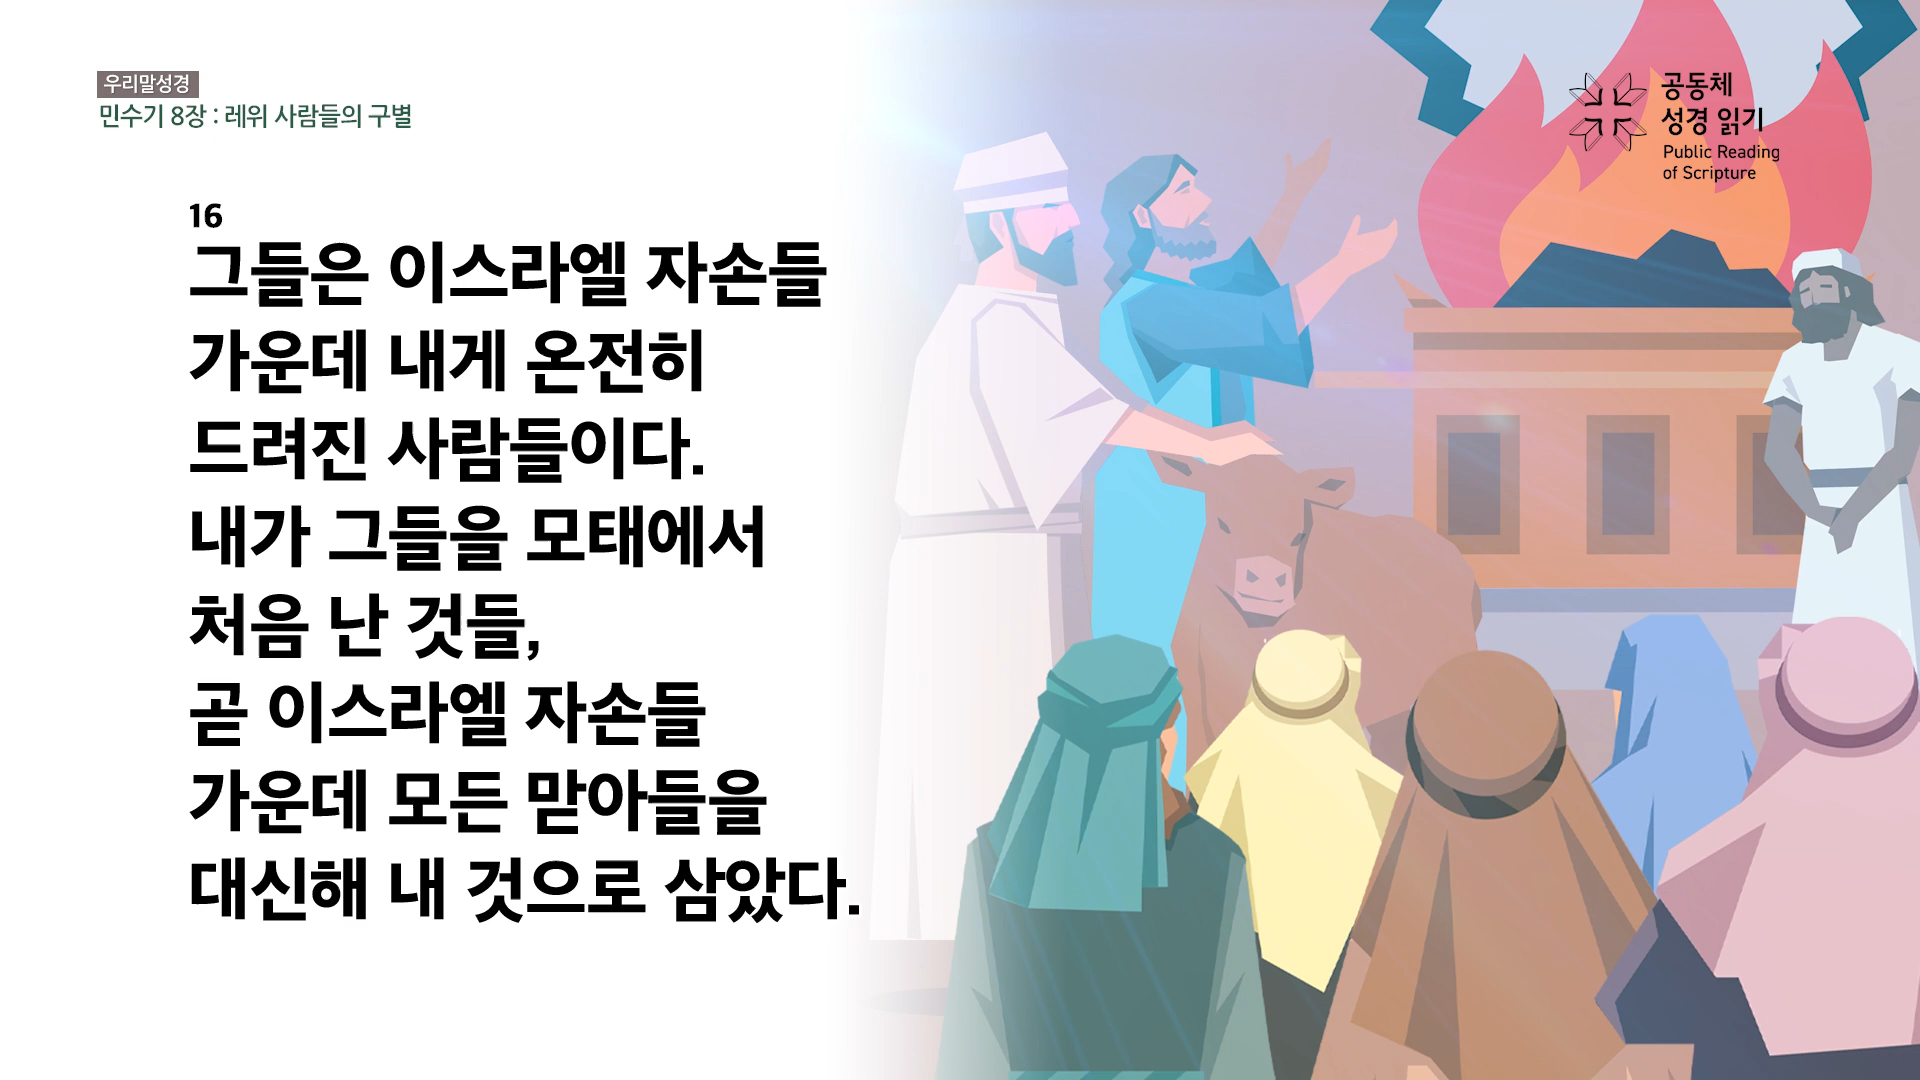 우리말성경
민수기 8장 : 레위 사람들의 구별
공동체
성경 읽기
Public Reading
of Scripture
16
그들은 이스라엘 자손들
가운데 내게 온전히
드려진 사람들이다.
내가 그들을 모태에서
처음 난 것들,
곧 이스라엘 자손들
가운데 모든 맏아들을
대신해 내 것으로 삼았다.